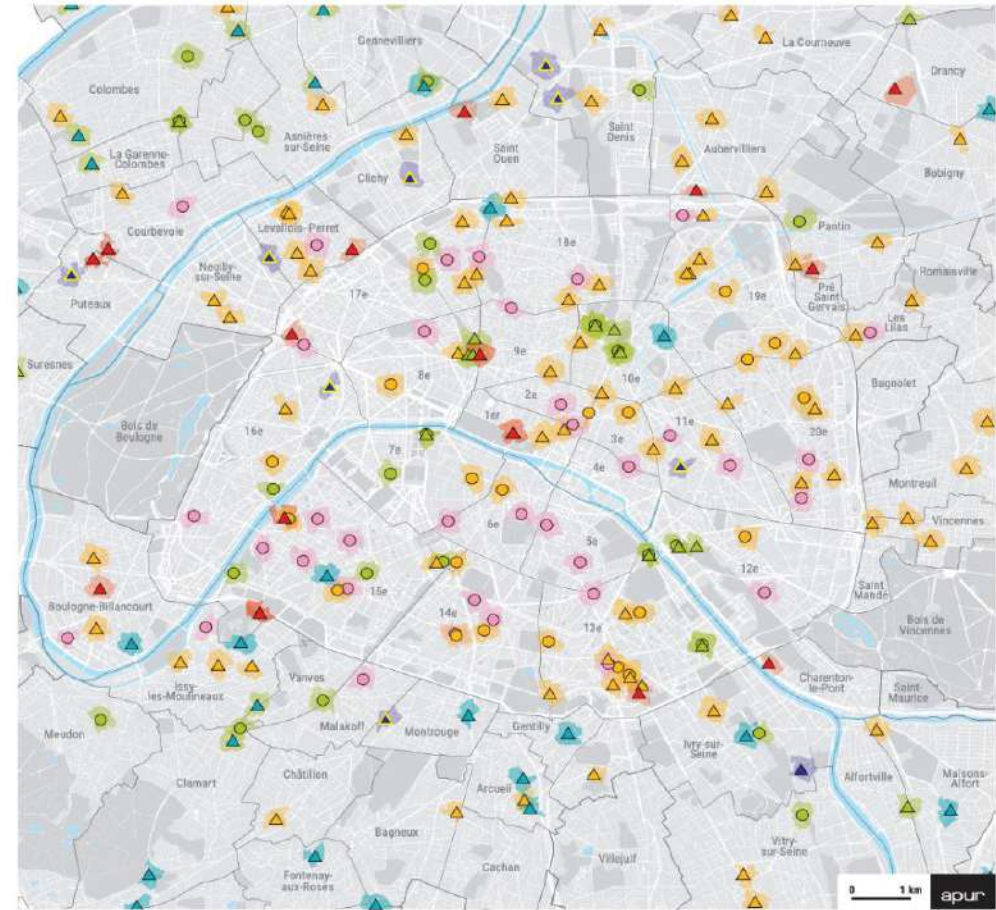 Gennevilliers
La Courneuve
Drancy
Colombes
Asnières
-sur-Seine
Saint
Denis
Aubervilliers
La Garenne-
Colombes
Saint
Ouen
Bobigny
Clichy
Courbevoie
Levallois-Perret
Pantin
18e
Neuilly
-sur-Seine
Romainville
17e
19e
Pré
Saint
Gervais
Puteaux
Les
Lilas
Suresnes
9e
8e
10e
Bagnolet
2e
1er
11e
Bois de
Boulogne
16e
3e
20e
7e
4e
Montreuil
6e
Vincennes
5e
12e
Saint
Mandé
15e
Boulogne-Billancourt
14e
13e
Bois de
Vincennes
Issy-
les-Moulineaux
Vanves
Charenton-
le-Pont
Saint-
Maurice
Meudon
Malakoff
Montrouge
Gentilly
Ivry-sur-
Seine
Clamart
Châtillon
Arcueil
Alfortville
Maisons-
Alfort
Bagneux
Vitry-
sur-Seine
Cachan
Villejuif
Fontenay-
aux-Roses
0 1 km
apur